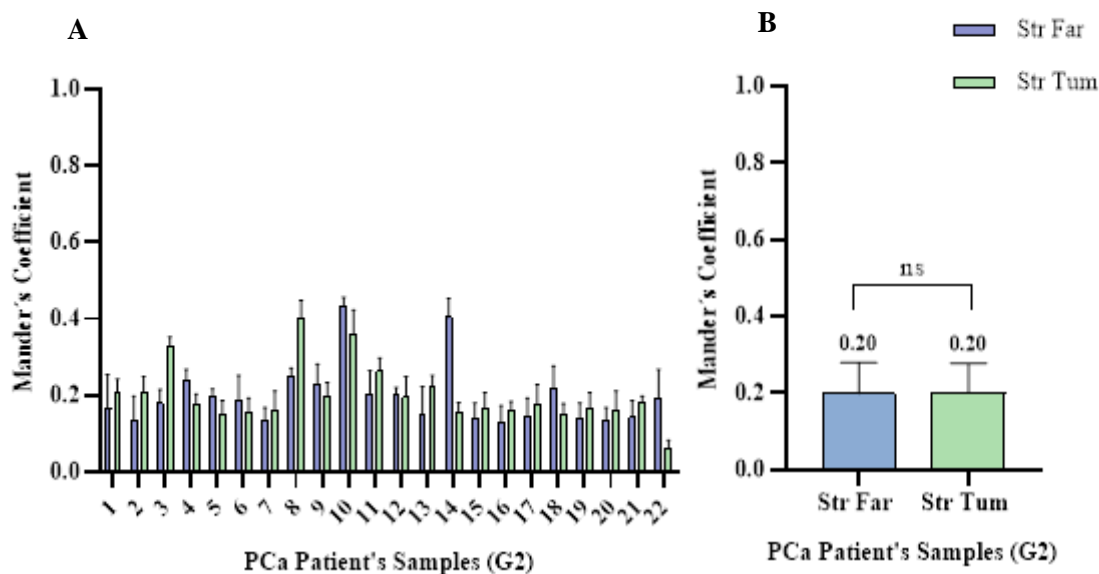 A
Mander´s Coefficient
1.0
0.8
0.6
0.4
0.2
0.0
1 2 3 4 5 6 7 8 9 10 11 12 13 14 15 16 17 18 19 20 21 22
PCa Patient's Samples (G2)
B
Str Far
Str Tum
Mander´s Coefficient
1.0
0.8
0.6
0.4
0.2
0.0
ns
0.20 0.20
Str Far Str Tum
PCa Patient's Samples (G2)